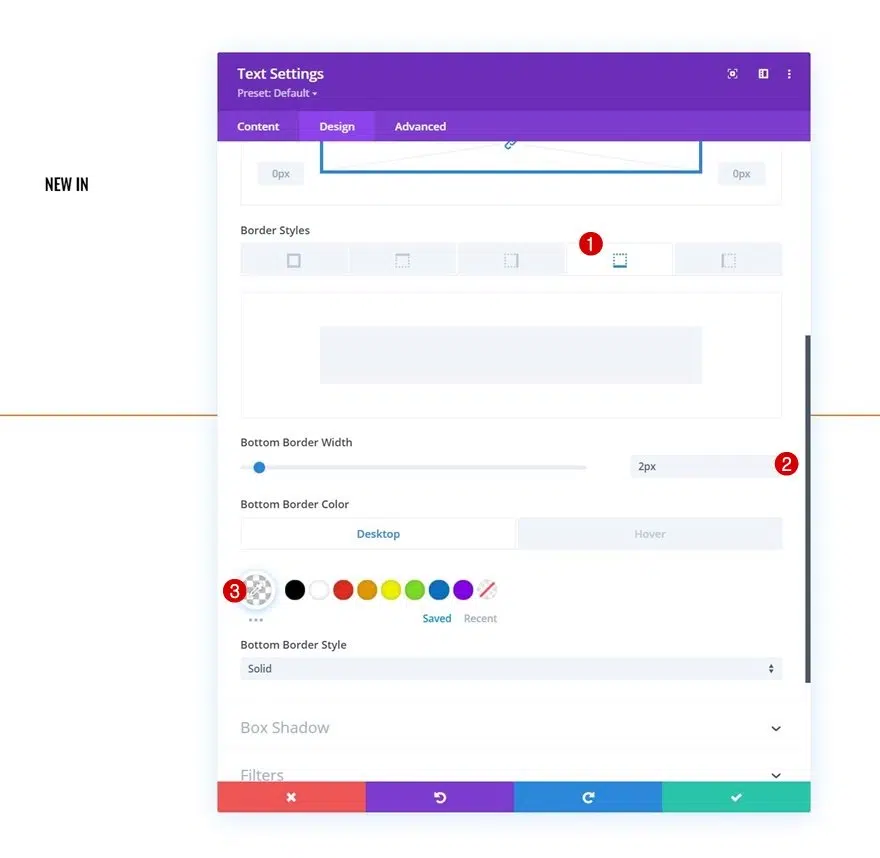 Text Settings
Preset: Default
Content Design Advanced
NEW IN
0px 0px
Border Styles
1
Bottom Border Width
2px
2
Bottom Border Color
Desktop Hover
3
Saved Recent
Bottom Border Style
Solid
Box Shadow
Filters